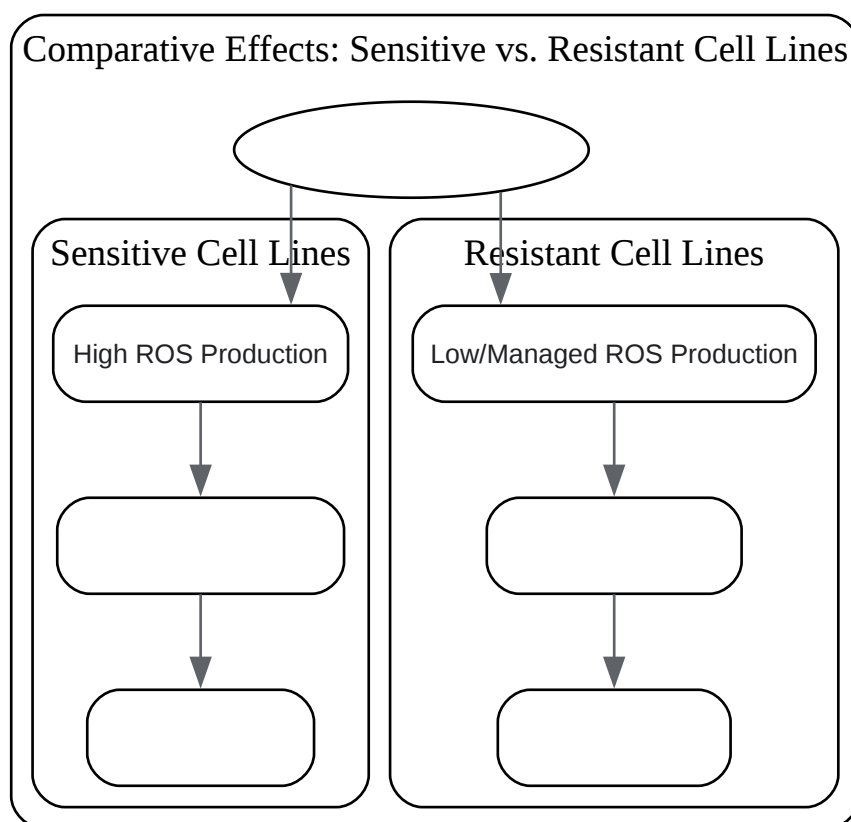 Comparative Effects: Sensitive vs. Resistant Cell Lines
Sensitive Cell Lines
Resistant Cell Lines
High ROS Production
Low/Managed ROS Production